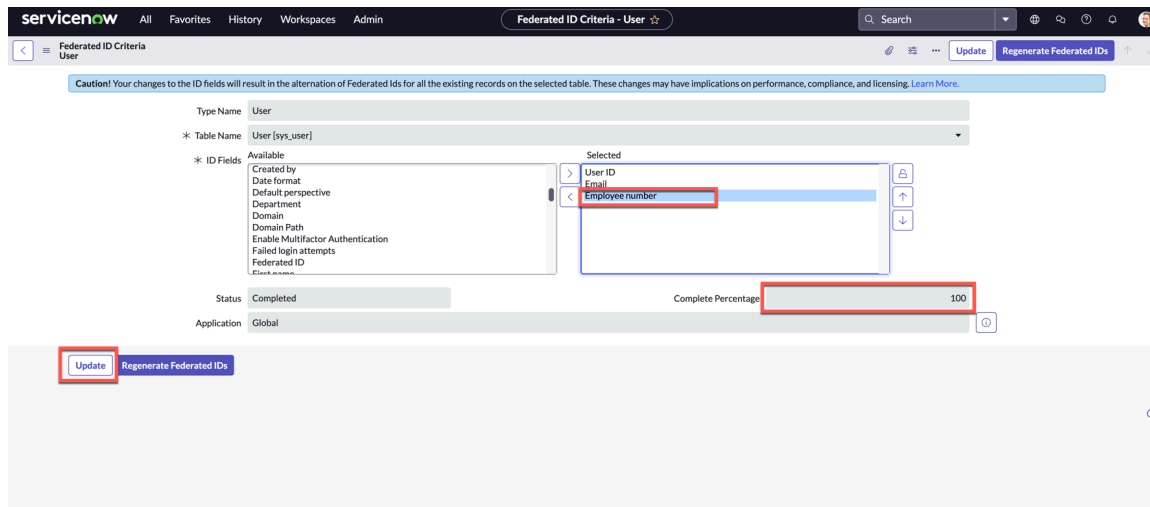 servicenow All Favorites History Workspaces Admin Federated ID Criteria - User Search
Federated ID Criteria
User
Update Regenerate Federated IDs
Caution! Your changes to the ID fields will result in the alternation of Federated Ids for all the existing records on the selected table. These changes may have implications on performance, compliance, and licensing. Learn More.
Type Name User
Table Name User [sys_user]
ID Fields
Available
Created by
Date format
Default perspective
Department
Domain
Domain Path
Enable Multifactor Authentication
Failed login attempts
Federated ID
First name
Selected
User ID
Email
Employee number
Status Completed
Complete Percentage 100
Application Global
Update Regenerate Federated IDs